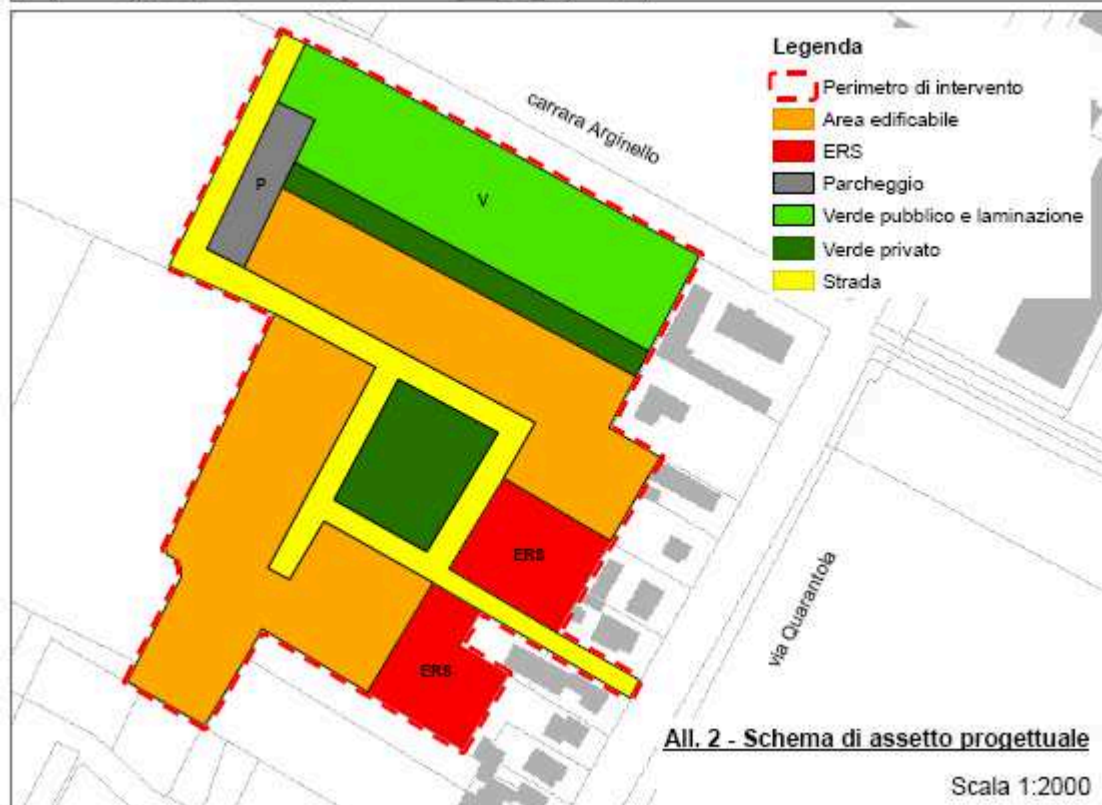 carrara Arginello
Legenda
Perimetro di intervento
Area edificabile
ERS
Parcheggio
Verde pubblico e laminazione
Verde privato
Strada
P
V
ERS
ERS
via Quarantola
All. 2 - Schema di assetto progettuale
Scala 1:2000